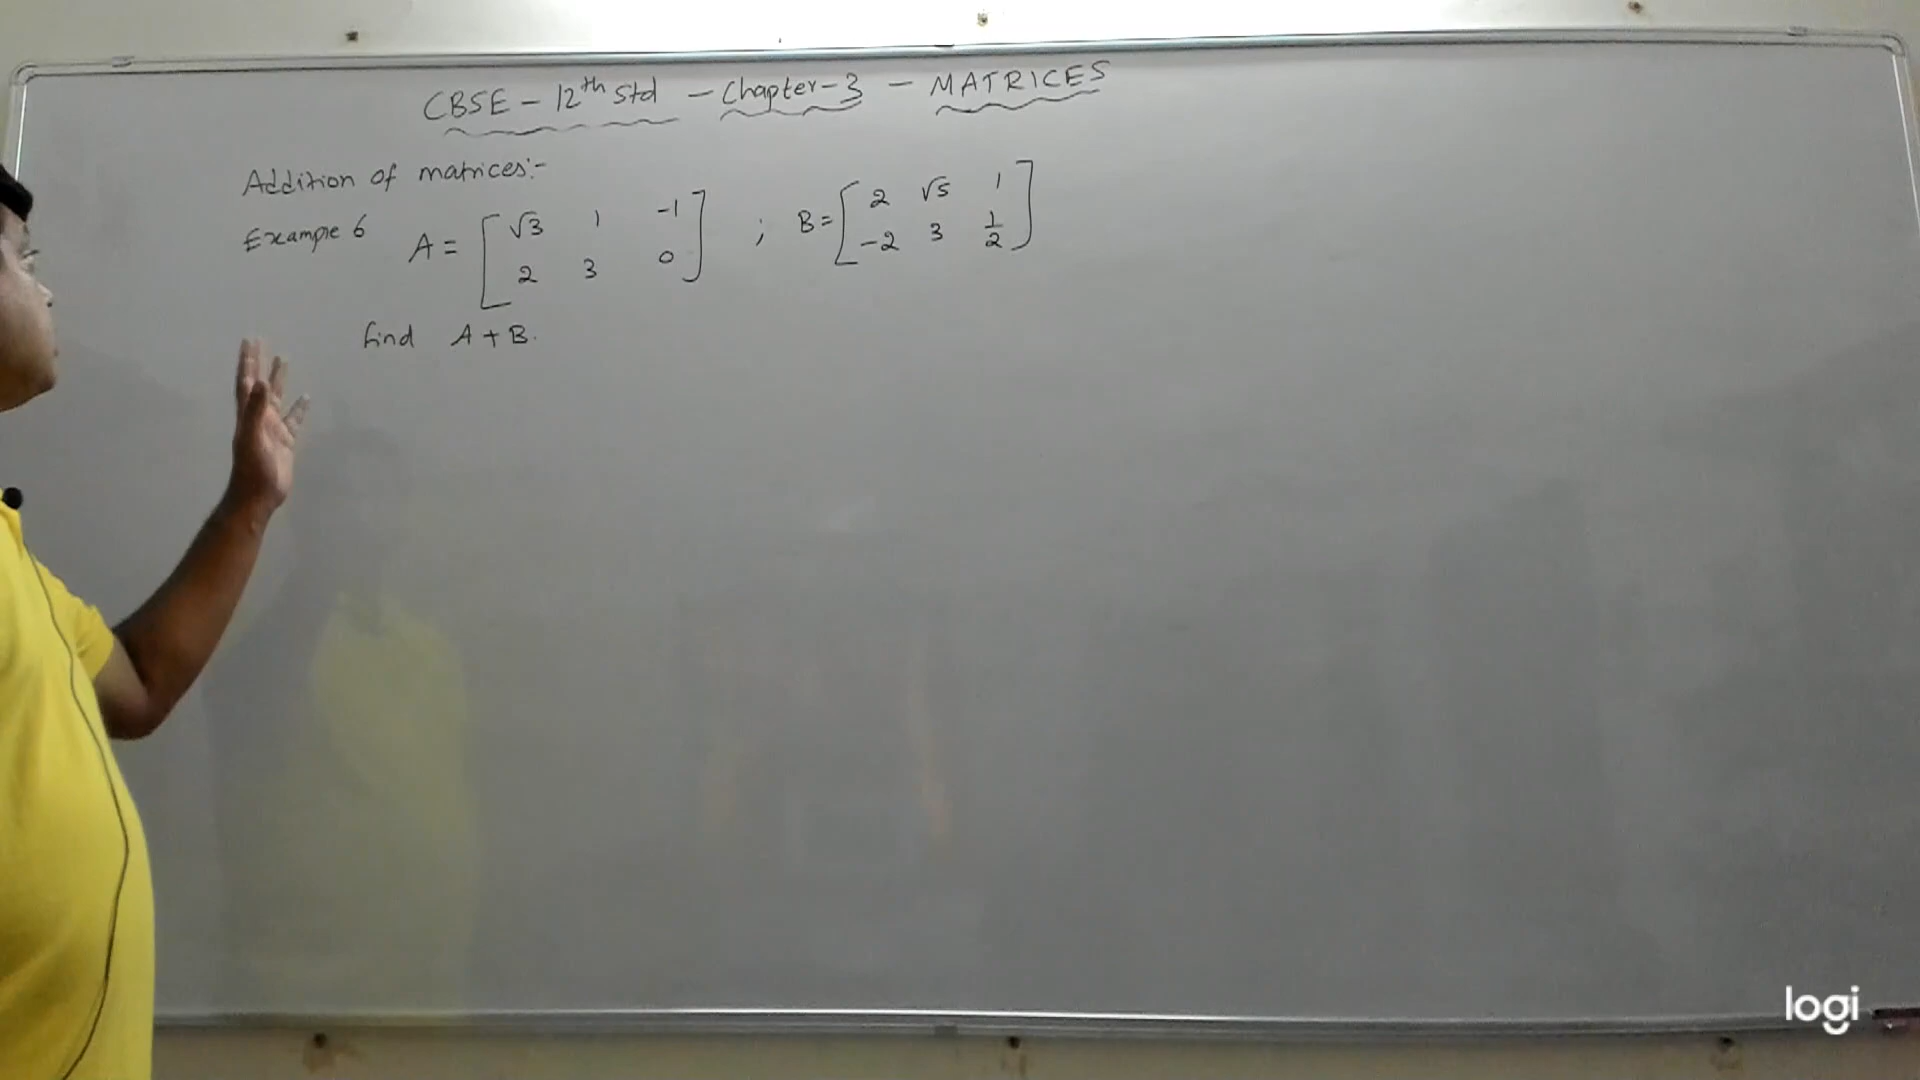 CBSE - 12th Std - Chapter-3 - MATRICES
Addition of matrices:-
Example 6 A = [ √3 1 -1 ; B = [ 2 √5 1
2 3 0 ] -2 3 1/2 ]
find A + B.
logi